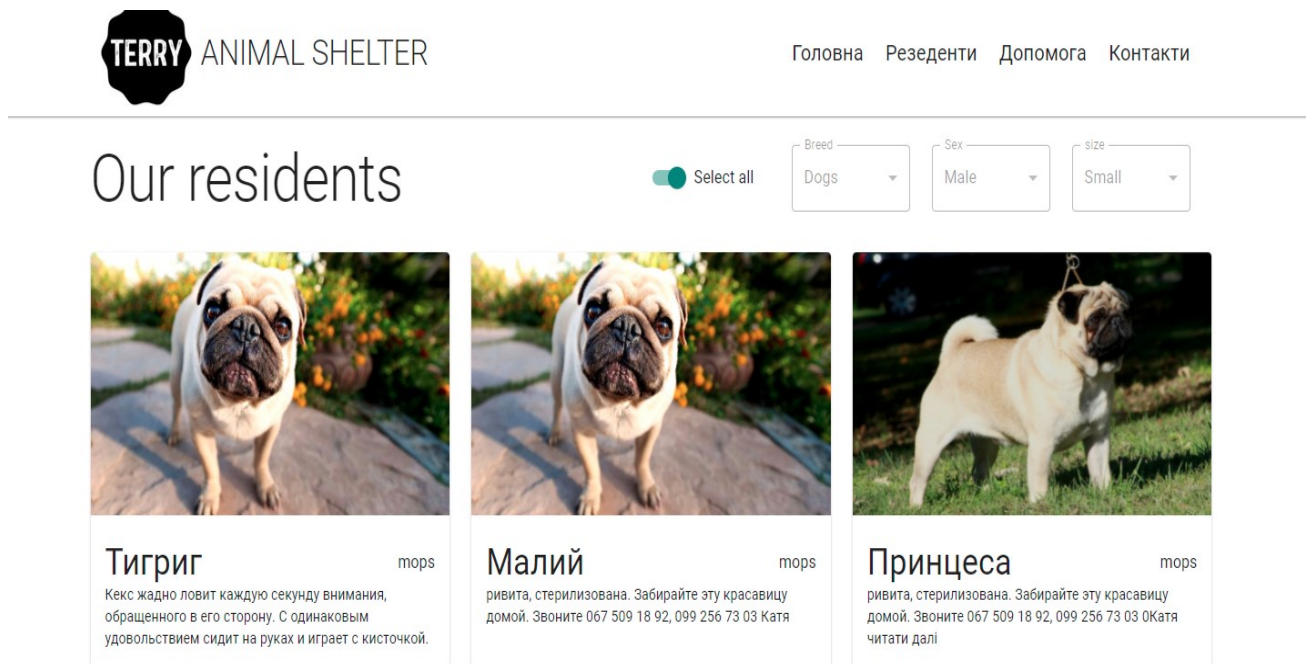 TERRY ANIMAL SHELTER
Головна Резеденти Допомога Контакти
Our residents
Select all
Breed
Dogs
Sex
Male
size
Small
Тигриг mops
Кекс жадно ловит каждую секунду внимания,
обращенного в его сторону. С одинаковым
удовольствием сидит на руках и играет с кисточкой.
Малий mops
ривита, стерилизована. Забирайте эту красавицу
домой. Звоните 067 509 18 92, 099 256 73 03 Катя
Принцеса mops
ривита, стерилизована. Забирайте эту красавицу
домой. Звоните 067 509 18 92, 099 256 73 03 0Катя
читати далі